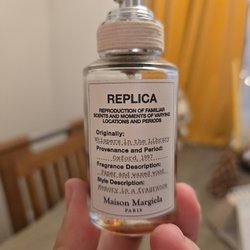 REPLICA
REPRODUCTION OF FAMILIAR
SCENTS AND MOMENTS OF VARYING
LOCATIONS AND PERIODS
Originally:
Whispers in the Library
Provenance and Period:
Oxford, 1997
Fragrance Description:
Paper and waxed wood
Style Description:
Memory in a fragrance
Maison Margiela
PARIS